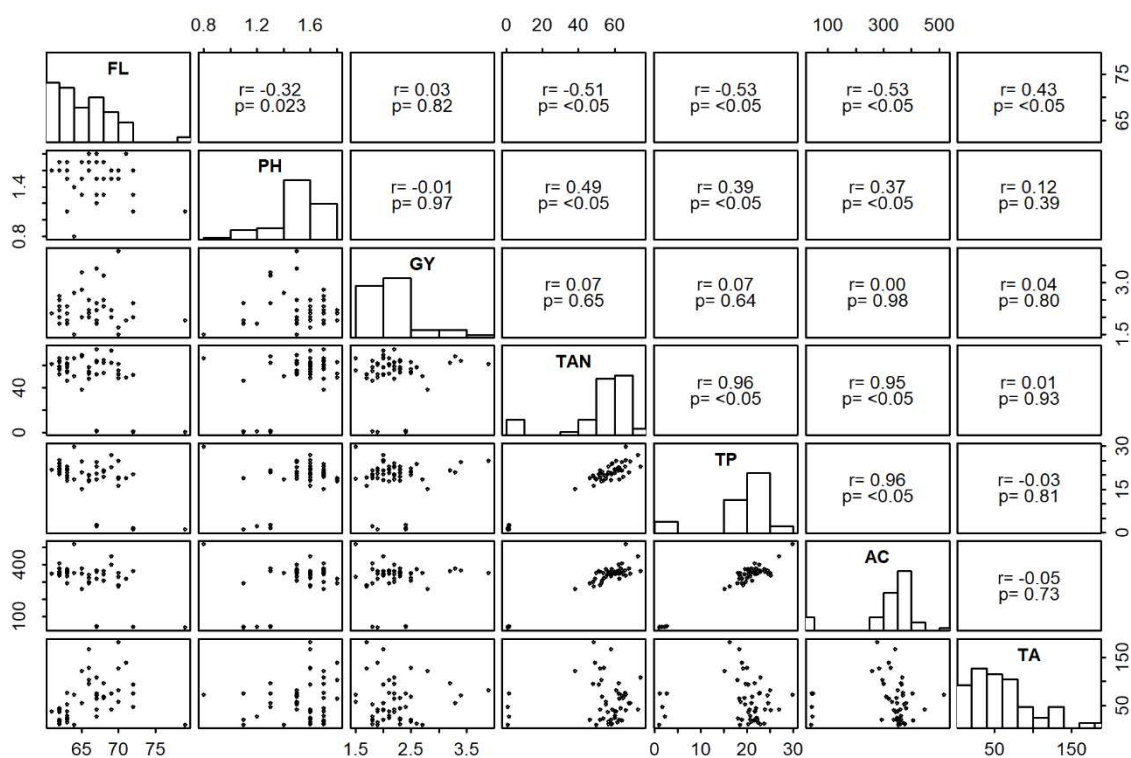 0.8 1.2 1.6 0 20 40 60 100 300 500
FL
r= -0.32
p= 0.023
r= 0.03
p= 0.82
r= -0.51
p= <0.05
r= -0.53
p= <0.05
r= -0.53
p= <0.05
r= 0.43
p= <0.05
65 75
0.8 1.4
PH
r= -0.01
p= 0.97
r= 0.49
p= <0.05
r= 0.39
p= <0.05
r= 0.37
p= <0.05
r= 0.12
p= 0.39
GY
r= 0.07
p= 0.65
r= 0.07
p= 0.64
r= 0.00
p= 0.98
r= 0.04
p= 0.80
1.5 3.0
0 40
TAN
r= 0.96
p= <0.05
r= 0.95
p= <0.05
r= 0.01
p= 0.93
TP
r= 0.96
p= <0.05
r= -0.03
p= 0.81
0 15 30
100 400
AC
r= -0.05
p= 0.73
TA
50 150
65 70 75 1.5 2.5 3.5 0 10 20 30 50 150